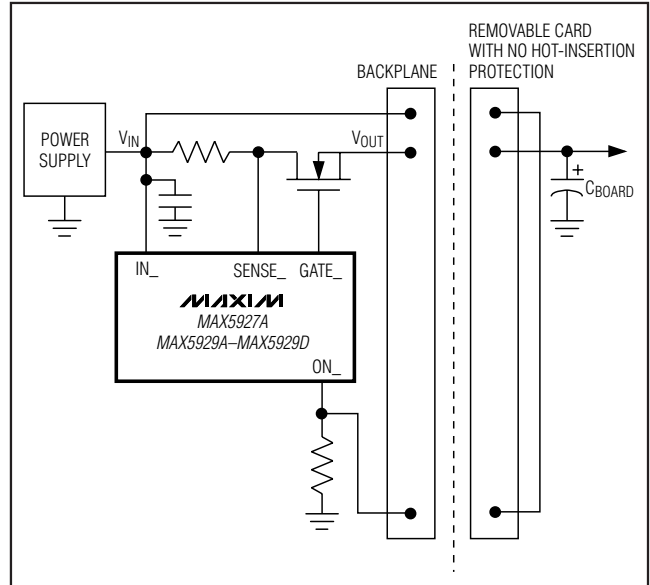 REMOVABLE CARD
WITH NO HOT-INSERTION
PROTECTION
BACKPLANE
POWER
SUPPLY
VIN
VOUT
+
CBOARD
IN_
SENSE_
GATE_
MAXIM
MAX5927A
MAX5929A–MAX5929D
ON_